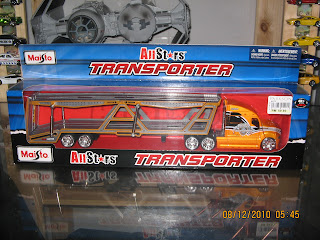 Maisto
AllStars
TRANSPORTER
Maisto
AllStars
TRANSPORTER
08/12/2010 05:45